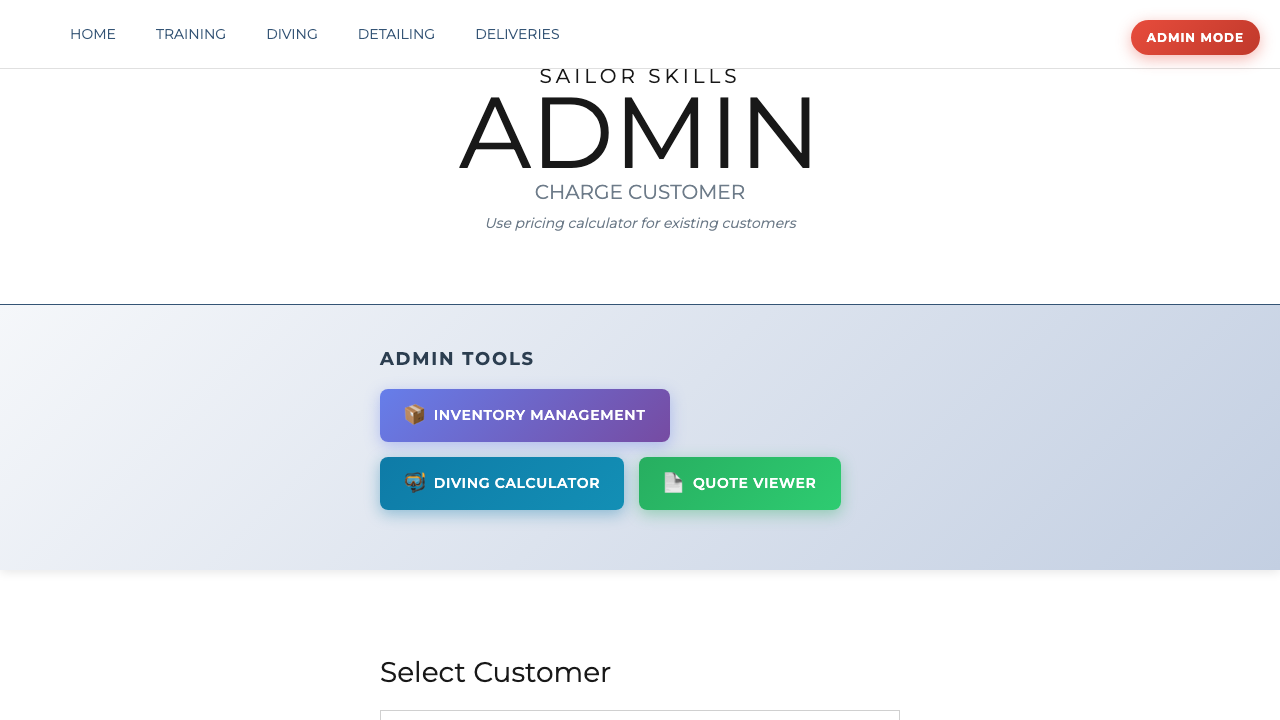 HOME TRAINING DIVING DETAILING DELIVERIES
ADMIN MODE
SAILOR SKILLS
ADMIN
CHARGE CUSTOMER
Use pricing calculator for existing customers
ADMIN TOOLS
INVENTORY MANAGEMENT
DIVING CALCULATOR
QUOTE VIEWER
Select Customer